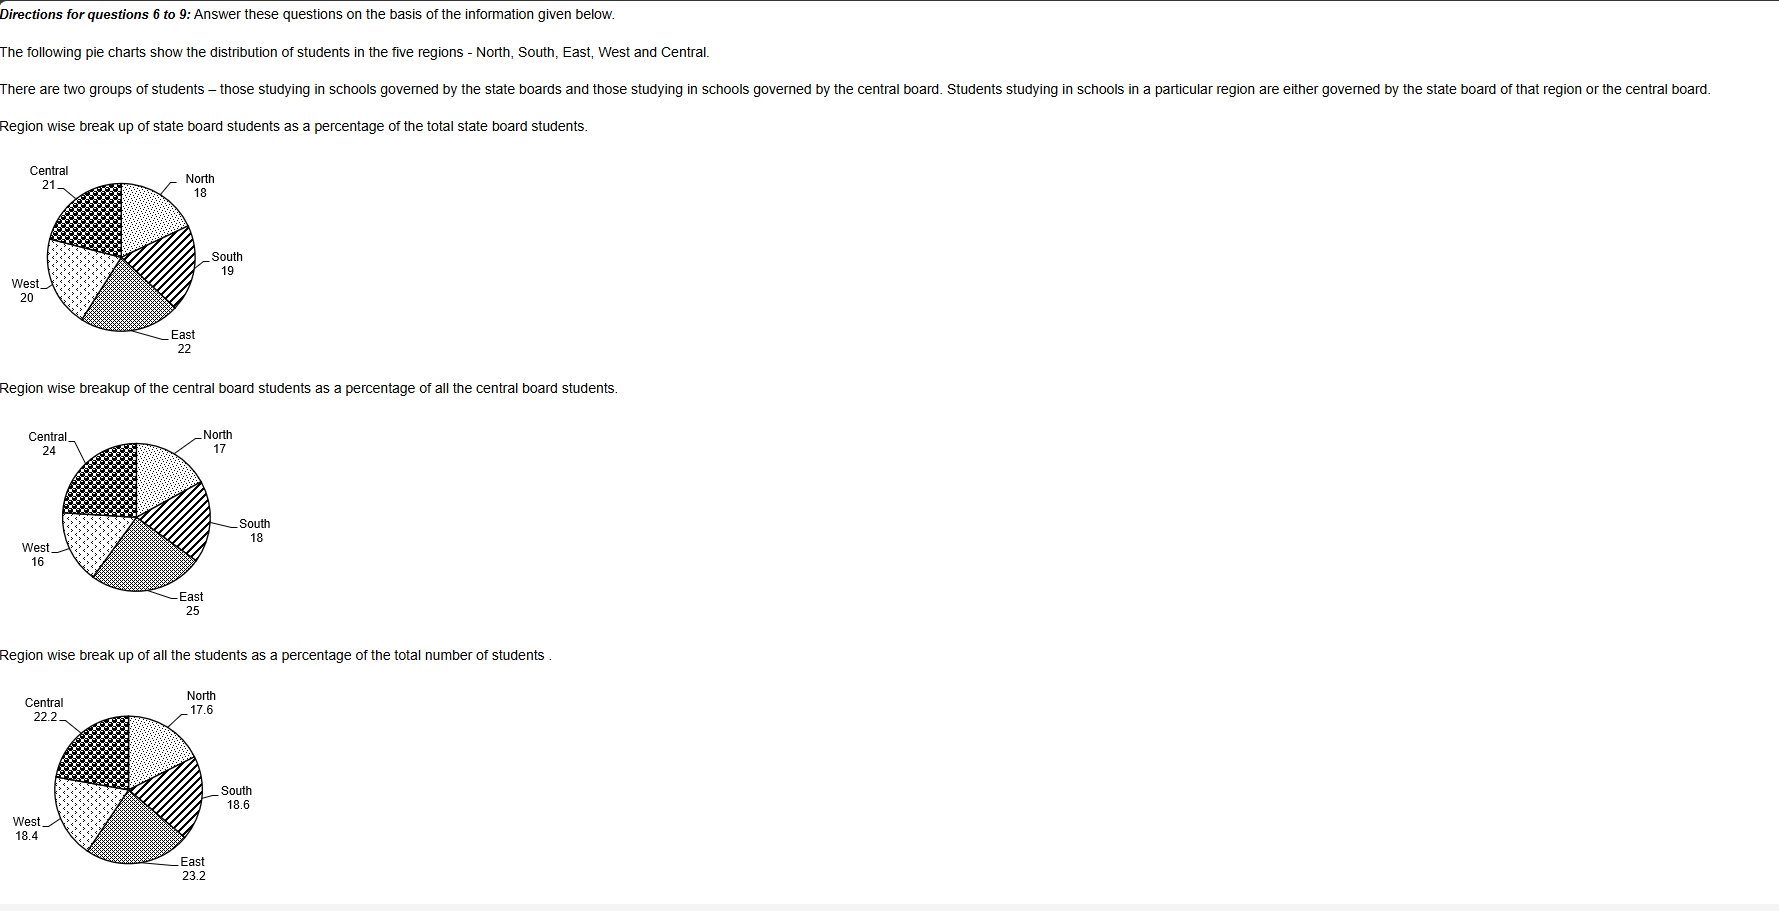 Directions for questions 6 to 9: Answer these questions on the basis of the information given below.
The following pie charts show the distribution of students in the five regions - North, South, East, West and Central.
There are two groups of students – those studying in schools governed by the state boards and those studying in schools governed by the central board. Students studying in schools in a particular region are either governed by the state board of that region or the central board.
Region wise break up of state board students as a percentage of the total state board students.
Central
21
North
18
South
19
West
20
East
22
Region wise breakup of the central board students as a percentage of all the central board students.
Central
24
North
17
South
18
West
16
East
25
Region wise break up of all the students as a percentage of the total number of students .
Central
22.2
North
17.6
South
18.6
West
18.4
East
23.2